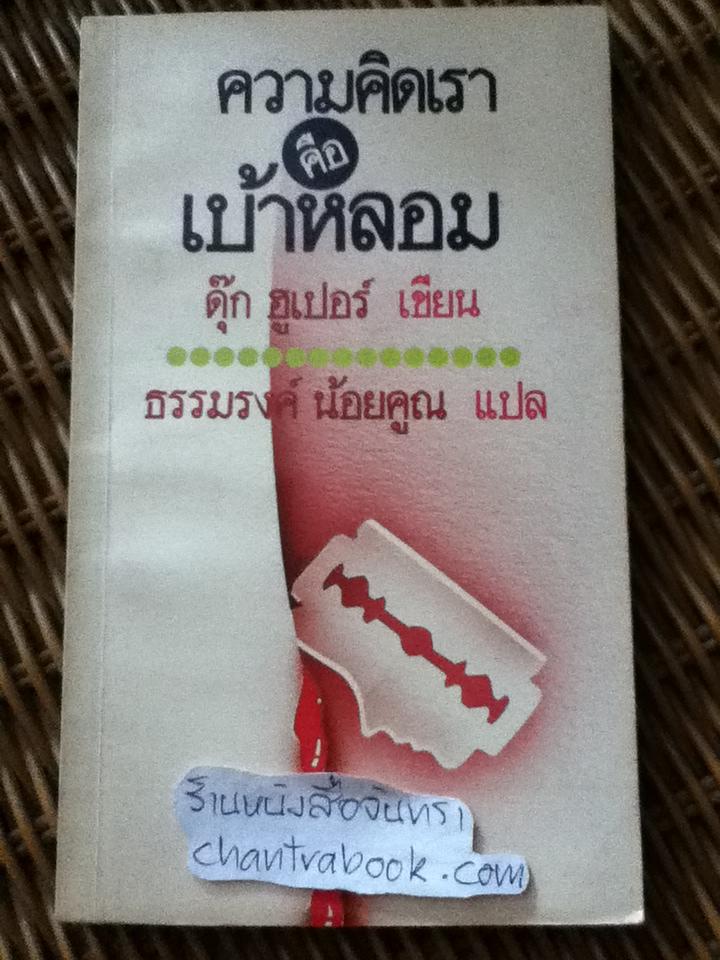 ความคิดเรา
คือ
เบ้าหลอม
ดุ๊ก ฮูเปอร์ เขียน
ธรรมรงค์ น้อยคูณ แปล
ร้านหนังสือจันทรา
chantrabook.com